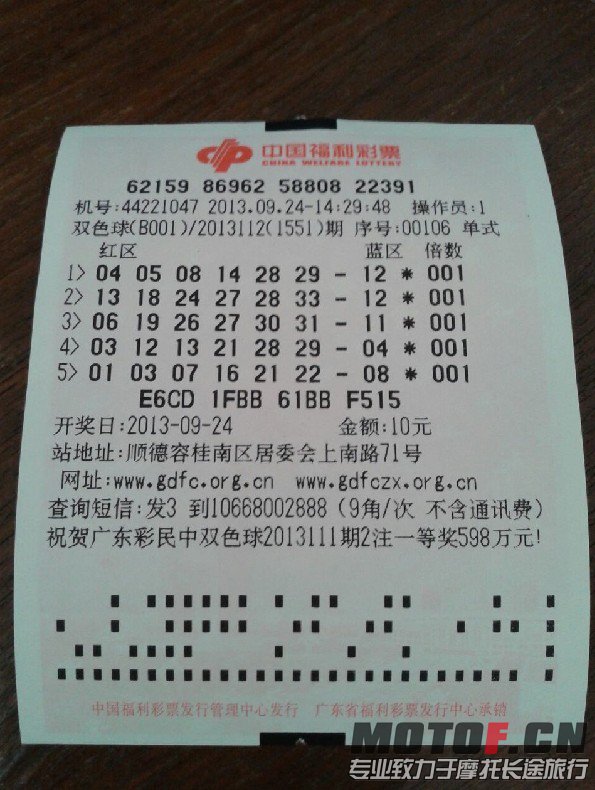 中国福利彩票
CHINA WELFARE LOTTERY
62159 86962 58808 22391
机号:44221047 2013.09.24-14:29:48 操作员:1
双色球(B001)/2013112(1551)期 序号:00106 单式
红区 蓝区 倍数
1> 04 05 08 14 28 29 - 12 * 001
2> 13 18 24 27 28 33 - 12 * 001
3> 06 19 26 27 30 31 - 11 * 001
4> 03 12 13 21 28 29 - 04 * 001
5> 01 03 07 16 21 22 - 08 * 001
E6CD 1FBB 61BB F515
开奖日:2013-09-24 金额:10元
站地址:顺德容桂南区居委会上南路71号
网址:www.gdfc.org.cn www.gdfczx.org.cn
查询短信:发3 到10668002888 (9角/次 不含通讯费)
祝贺广东彩民中双色球2013111期2注一等奖598万元!
中国福利彩票发行管理中心发行 广东省福利彩票发行中心承销
MOTOF.CN
专业致力于摩托长途旅行